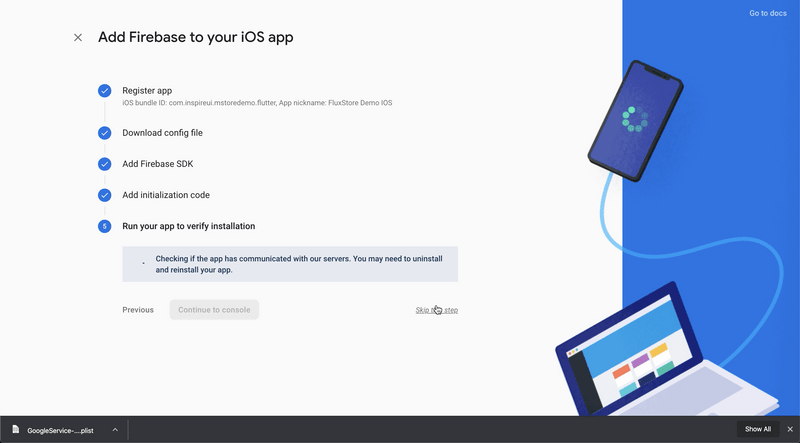 Go to docs
Add Firebase to your iOS app
Register app
iOS bundle ID: com.inspireui.mstoredemo.flutter, App nickname: FluxStore Demo IOS
Download config file
Add Firebase SDK
Add initialization code
5
Run your app to verify installation
Checking if the app has communicated with our servers. You may need to uninstall
and reinstall your app.
Previous
Continue to console
Skip this step
GoogleService-....plist
Show All